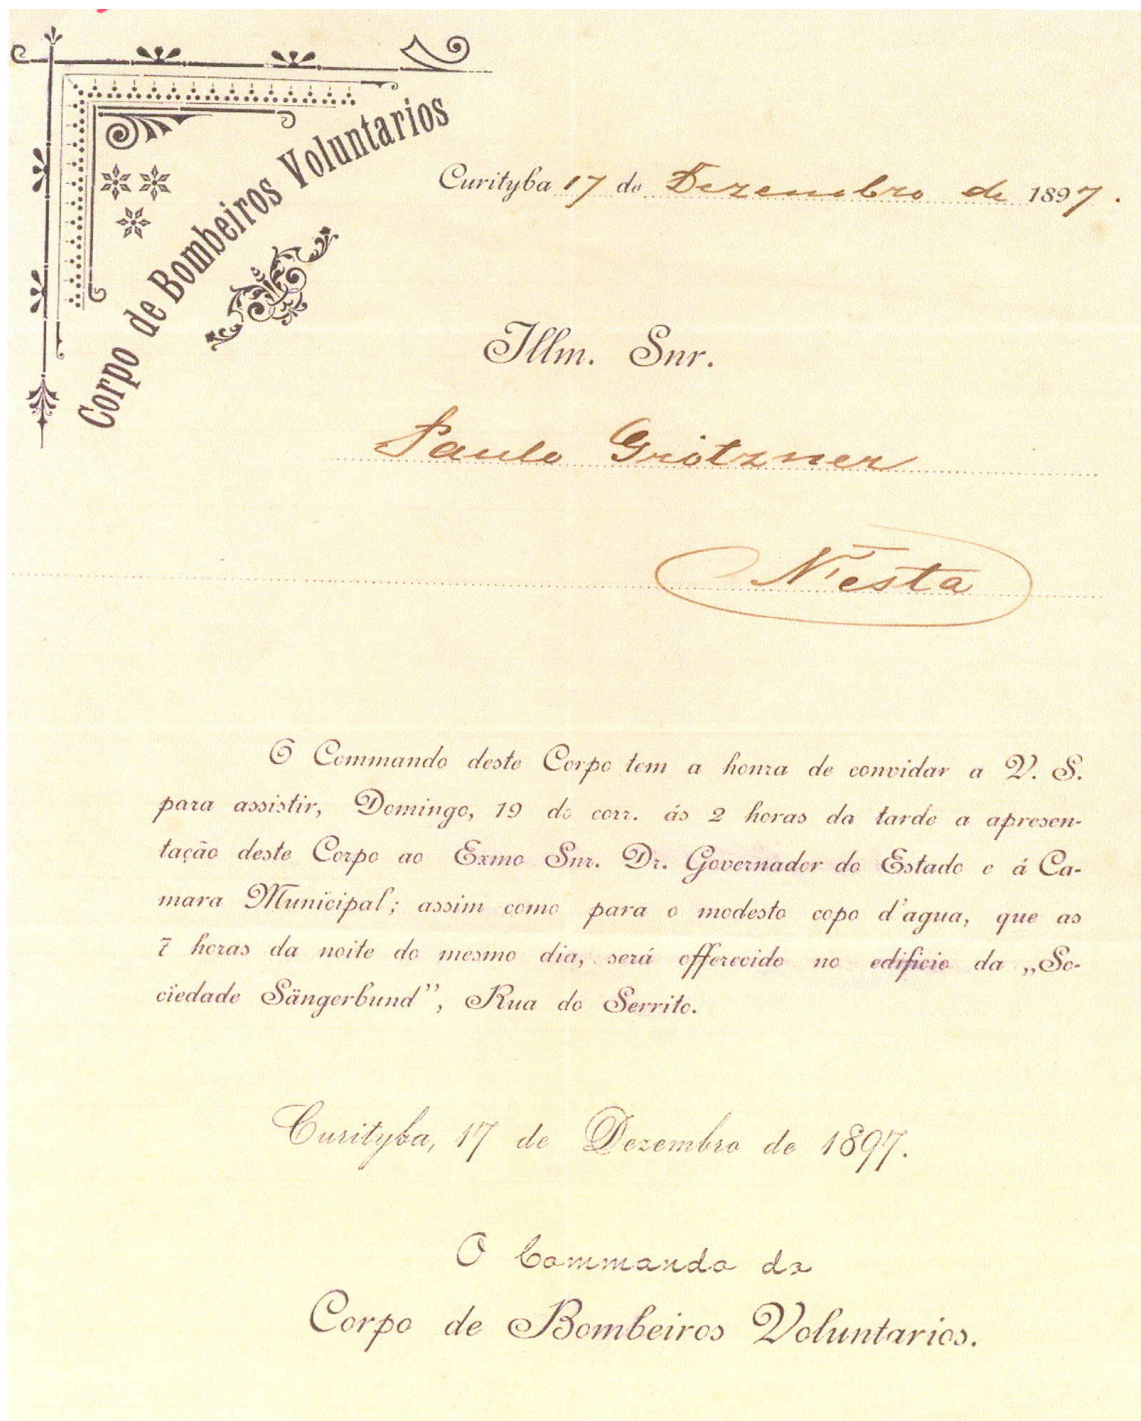 Corpo de Bombeiros Voluntarios
Curityba 17 de Dezembro de 1897.
Illm. Snr.
Paulo Grötzner
N'esta
O Commando deste Corpo tem a honra de convidar a V. S.
para assistir, Domingo, 19 do corr. ás 2 horas da tarde a apresen-
tação deste Corpo ao Exmo Snr. Dr. Governador do Estado e á Ca-
mara Municipal; assim como para o modesto copo d'agua, que as
7 horas da noite do mesmo dia, será offerecido no edificio da „So-
ciedade Sängerbund”, Rua do Serrito.
Curityba, 17 de Dezembro de 1897.
O Commando do
Corpo de Bombeiros Voluntarios.